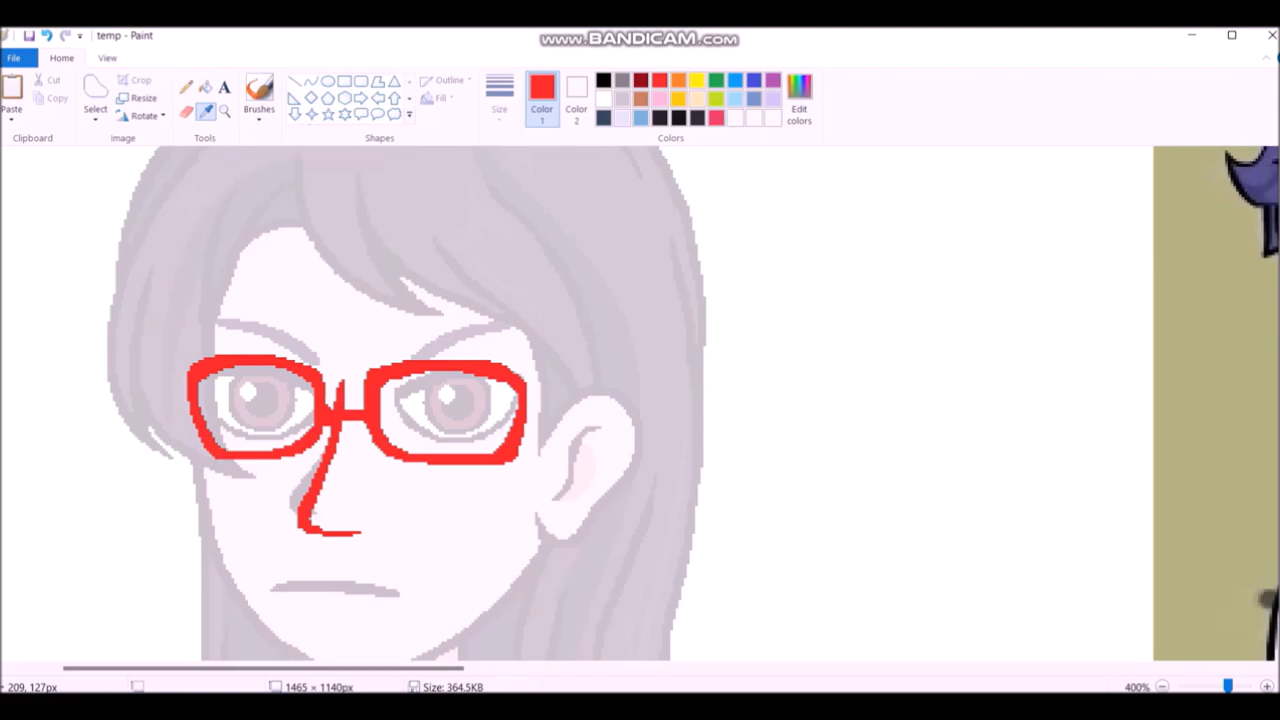 www.BANDICAM.com
temp - Paint
File Home View
Paste
Cut
Copy
Clipboard
Select
Crop
Resize
Rotate
Image
A
Tools
Brushes
Outline
Fill
Shapes
Size
Color 1
Color 2
Edit colors
Colors
209, 127px
1465 × 1140px
Size: 364.5KB
400%